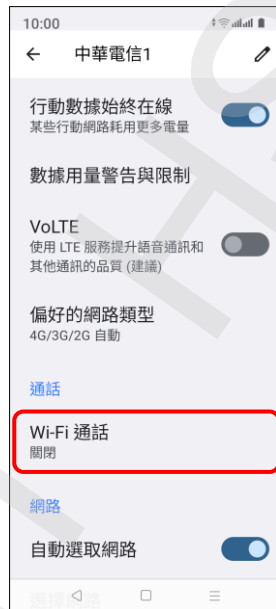 10:00
中華電信1
行動數據始終在線
某些行動網路耗用更多電量
數據用量警告與限制
VoLTE
使用 LTE 服務提升語音通訊和
其他通訊的品質 (建議)
偏好的網路類型
4G/3G/2G 自動
通話
Wi-Fi 通話
關閉
網路
自動選取網路